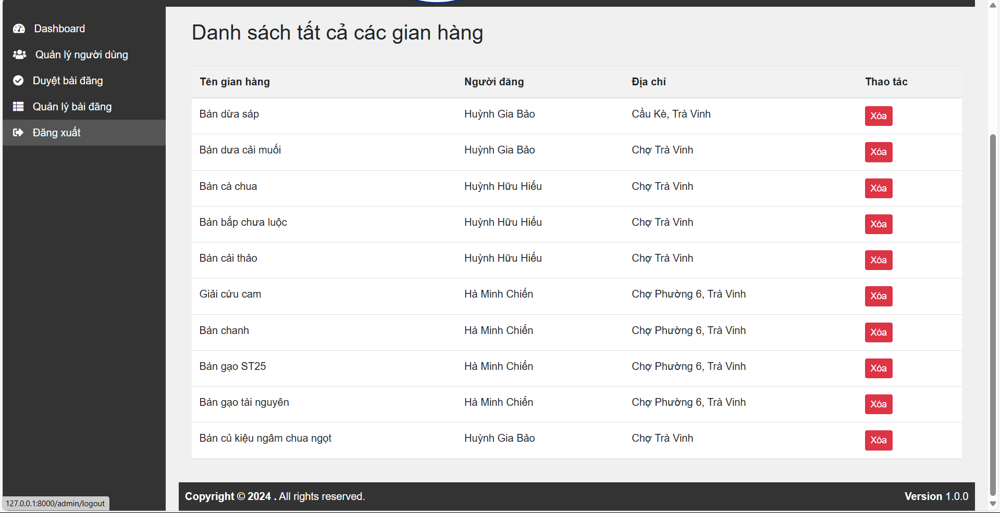 Dashboard
Quản lý người dùng
Duyệt bài đăng
Quản lý bài đăng
Đăng xuất
Danh sách tất cả các gian hàng
Tên gian hàng Người đăng Địa chỉ Thao tác
Bán dừa sáp Huỳnh Gia Bảo Cầu Kè, Trà Vinh Xóa
Bán dưa cải muối Huỳnh Gia Bảo Chợ Trà Vinh Xóa
Bán cà chua Huỳnh Hữu Hiếu Chợ Trà Vinh Xóa
Bán bắp chưa luộc Huỳnh Hữu Hiếu Chợ Trà Vinh Xóa
Bán cải thảo Huỳnh Hữu Hiếu Chợ Trà Vinh Xóa
Giải cứu cam Hà Minh Chiến Chợ Phường 6, Trà Vinh Xóa
Bán chanh Hà Minh Chiến Chợ Phường 6, Trà Vinh Xóa
Bán gạo ST25 Hà Minh Chiến Chợ Phường 6, Trà Vinh Xóa
Bán gạo tài nguyên Hà Minh Chiến Chợ Phường 6, Trà Vinh Xóa
Bán củ kiệu ngâm chua ngọt Huỳnh Gia Bảo Chợ Trà Vinh Xóa
Copyright © 2024 . All rights reserved. Version 1.0.0
127.0.0.1:8000/admin/logout